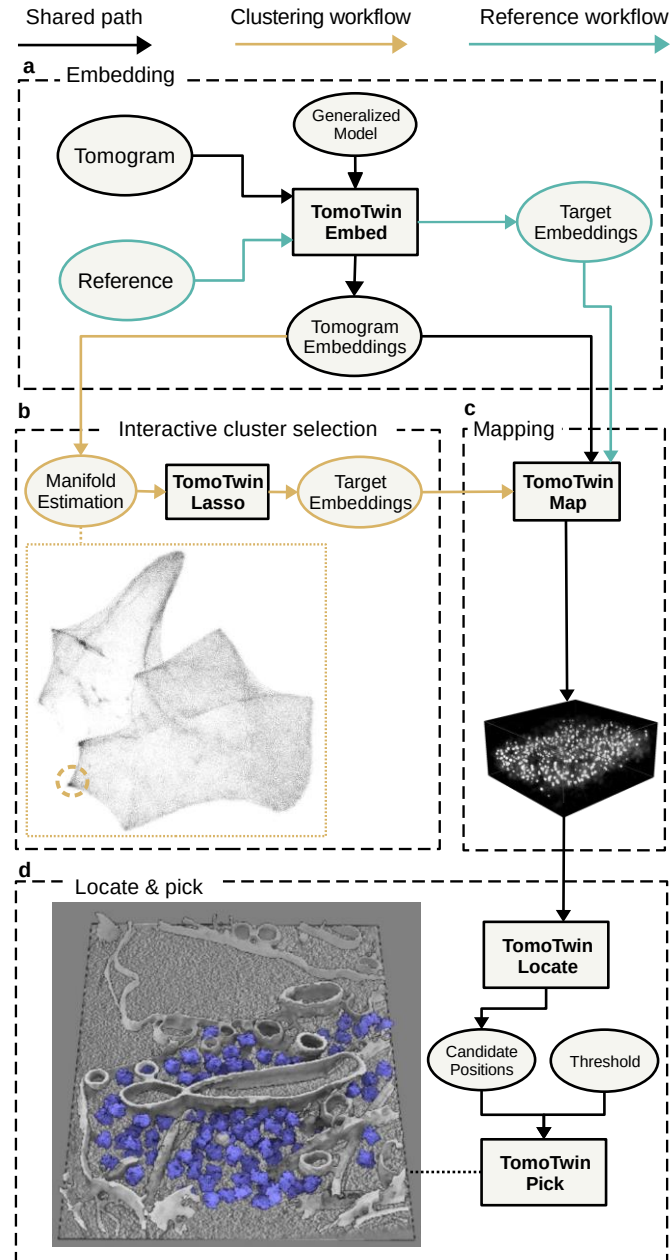 Shared path
Clustering workflow
Reference workflow
a
Embedding
Generalized
Model
Tomogram
TomoTwin
Embed
Target
Embeddings
Reference
Tomogram
Embeddings
b
Interactive cluster selection
Manifold
Estimation
TomoTwin
Lasso
Target
Embeddings
c
Mapping
TomoTwin
Map
d
Locate & pick
TomoTwin
Locate
Candidate
Positions
Threshold
TomoTwin
Pick